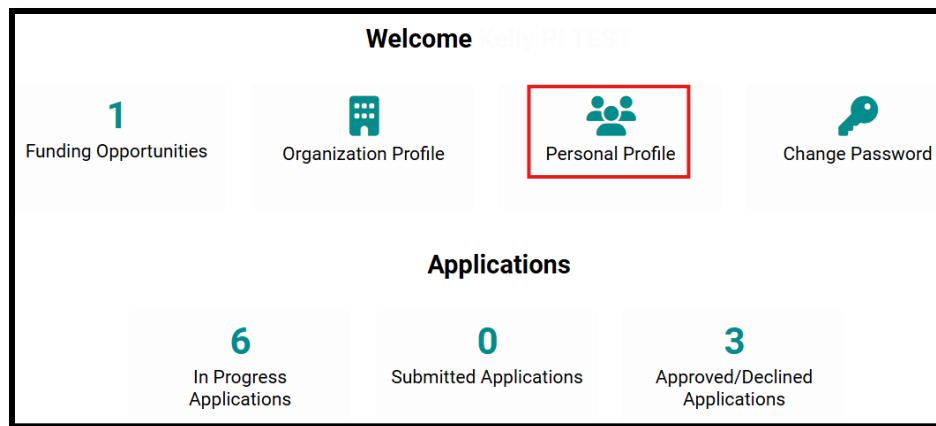 Welcome Kelly PI TEST
1
Funding Opportunities
Organization Profile
Personal Profile
Change Password
Applications
6
In Progress
Applications
0
Submitted Applications
3
Approved/Declined
Applications